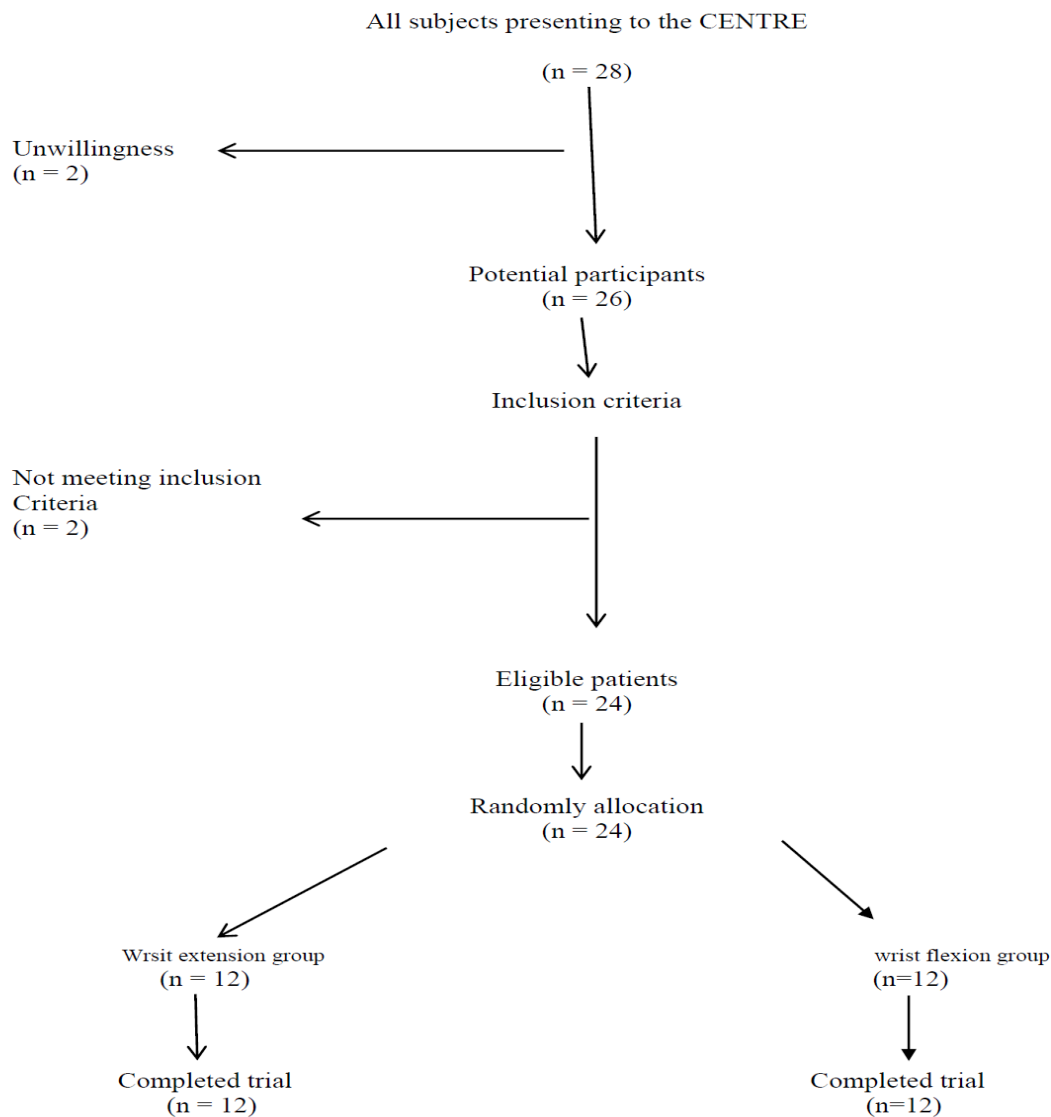 All subjects presenting to the CENTRE
(n = 28)
Unwillingness
(n = 2)
Potential participants
(n = 26)
Inclusion criteria
Not meeting inclusion
Criteria
(n = 2)
Eligible patients
(n = 24)
Randomly allocation
(n = 24)
Wrsit extension group
(n = 12)
wrist flexion group
(n=12)
Completed trial
(n = 12)
Completed trial
(n=12)